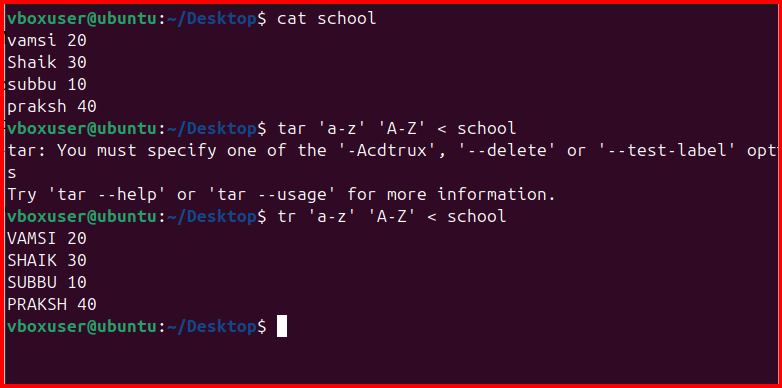 vboxuser@ubuntu:~/Desktop$ cat school
vamsi 20
Shaik 30
subbu 10
praksh 40
vboxuser@ubuntu:~/Desktop$ tar 'a-z' 'A-Z' < school
tar: You must specify one of the '-Acdtrux', '--delete' or '--test-label' opt
s
Try 'tar --help' or 'tar --usage' for more information.
vboxuser@ubuntu:~/Desktop$ tr 'a-z' 'A-Z' < school
VAMSI 20
SHAIK 30
SUBBU 10
PRAKSH 40
vboxuser@ubuntu:~/Desktop$